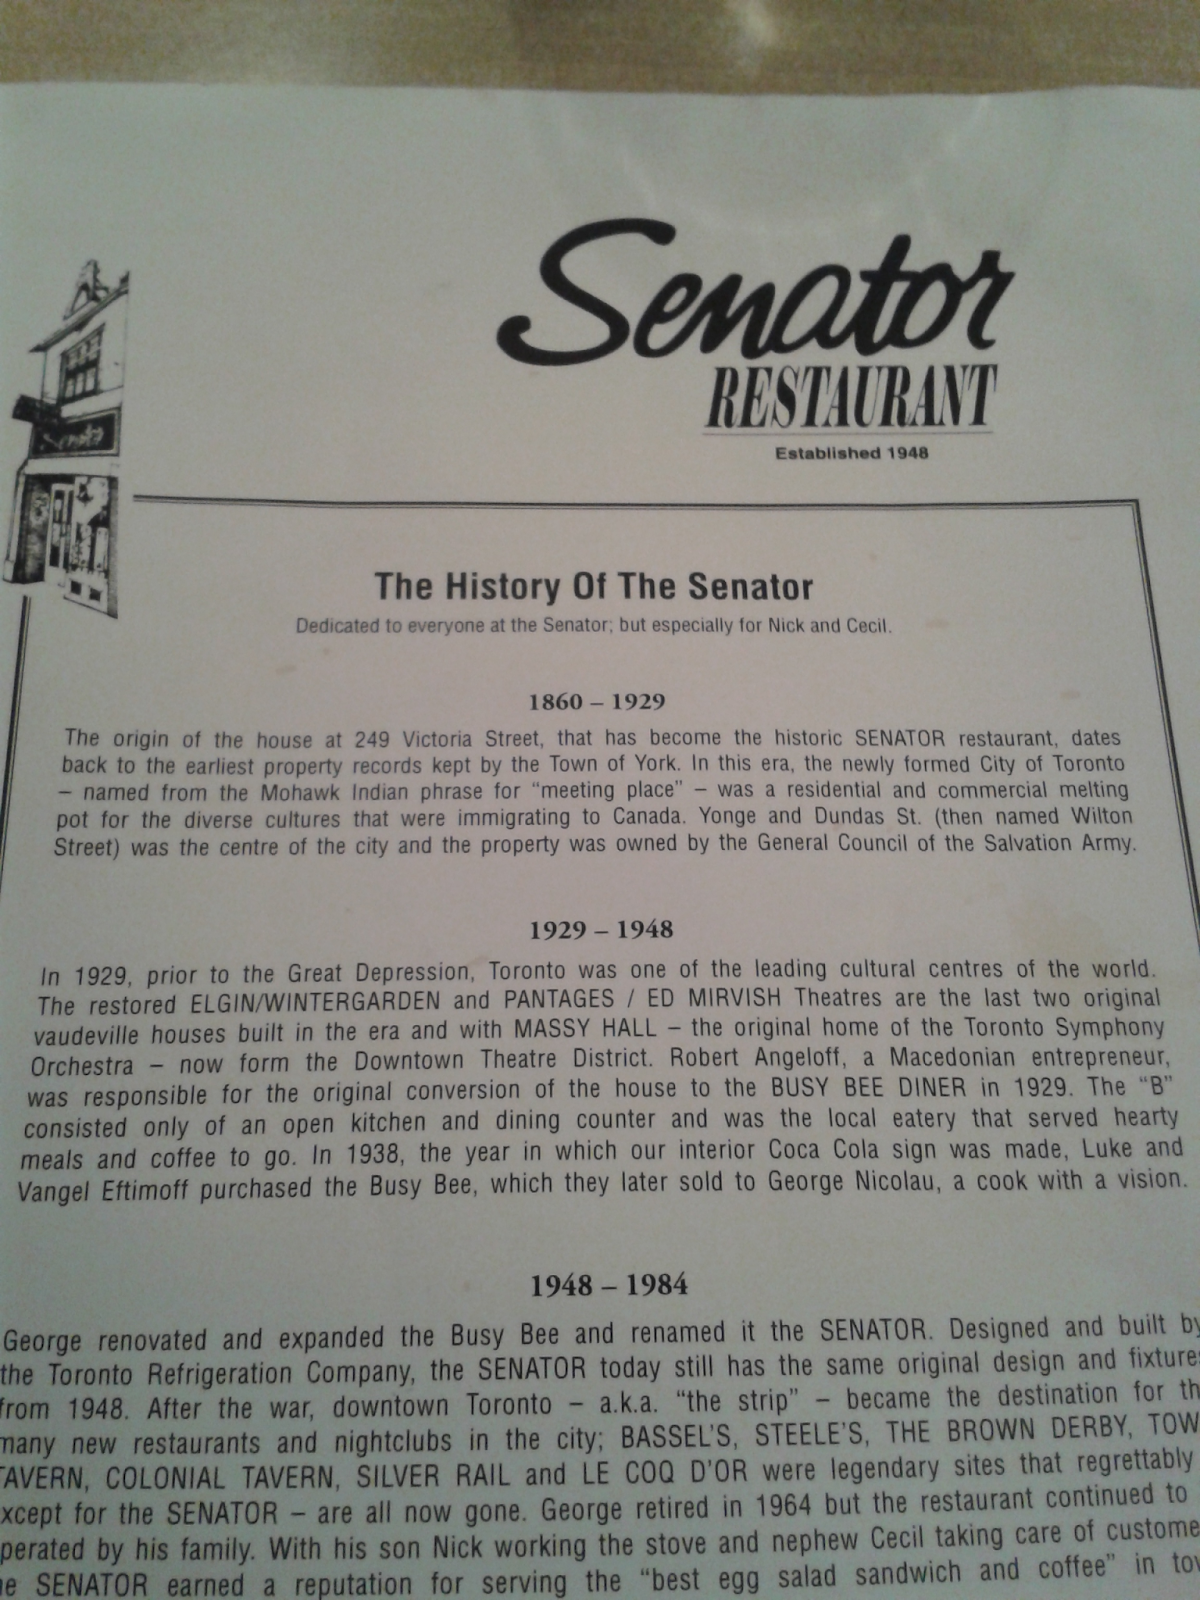 Senator
RESTAURANT
Established 1948
Senator
The History Of The Senator
Dedicated to everyone at the Senator; but especially for Nick and Cecil.
1860 – 1929
The origin of the house at 249 Victoria Street, that has become the historic SENATOR restaurant, dates
back to the earliest property records kept by the Town of York. In this era, the newly formed City of Toronto
– named from the Mohawk Indian phrase for “meeting place” – was a residential and commercial melting
pot for the diverse cultures that were immigrating to Canada. Yonge and Dundas St. (then named Wilton
Street) was the centre of the city and the property was owned by the General Council of the Salvation Army.
1929 – 1948
In 1929, prior to the Great Depression, Toronto was one of the leading cultural centres of the world.
The restored ELGIN/WINTERGARDEN and PANTAGES / ED MIRVISH Theatres are the last two original
vaudeville houses built in the era and with MASSY HALL – the original home of the Toronto Symphony
Orchestra – now form the Downtown Theatre District. Robert Angeloff, a Macedonian entrepreneur,
was responsible for the original conversion of the house to the BUSY BEE DINER in 1929. The “B”
consisted only of an open kitchen and dining counter and was the local eatery that served hearty
meals and coffee to go. In 1938, the year in which our interior Coca Cola sign was made, Luke and
Vangel Eftimoff purchased the Busy Bee, which they later sold to George Nicolau, a cook with a vision.
1948 – 1984
George renovated and expanded the Busy Bee and renamed it the SENATOR. Designed and built by
the Toronto Refrigeration Company, the SENATOR today still has the same original design and fixtures
from 1948. After the war, downtown Toronto – a.k.a. “the strip” – became the destination for th
many new restaurants and nightclubs in the city; BASSEL'S, STEELE'S, THE BROWN DERBY, TOW
TAVERN, COLONIAL TAVERN, SILVER RAIL and LE COQ D'OR were legendary sites that regrettably
xcept for the SENATOR – are all now gone. George retired in 1964 but the restaurant continued to
perated by his family. With his son Nick working the stove and nephew Cecil taking care of custome
he SENATOR earned a reputation for serving the “best egg salad sandwich and coffee” in tow